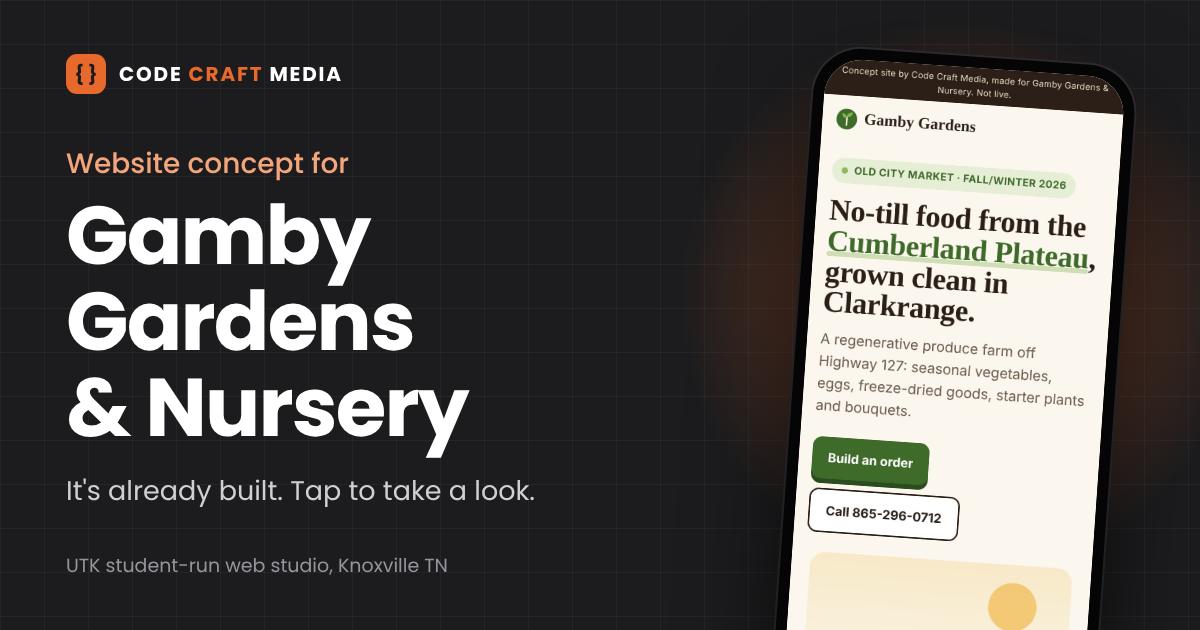 { } CODE CRAFT MEDIA
Website concept for
Gamby
Gardens
& Nursery
It's already built. Tap to take a look.
UTK student-run web studio, Knoxville TN
Concept site by Code Craft Media, made for Gamby Gardens &
Nursery. Not live.
Gamby Gardens
OLD CITY MARKET · FALL/WINTER 2026
No-till food from the
Cumberland Plateau,
grown clean in
Clarkrange.
A regenerative produce farm off
Highway 127: seasonal vegetables,
eggs, freeze-dried goods, starter plants
and bouquets.
Build an order
Call 865-296-0712